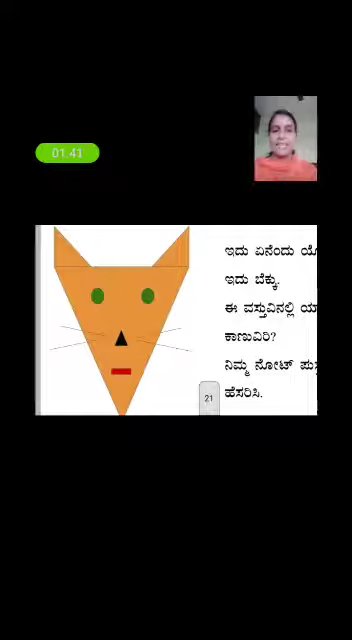 01:41
ಇದು ಏನೆಂದು
ಇದು ಬೆಕ್ಕು.
ಈ ವಸ್ತುವಿನಲ್ಲಿ
ಕಾಣುವಿರಿ?
ನಿಮ್ಮ ನೋಟ್
ಹೆಸರಿಸಿ.
21